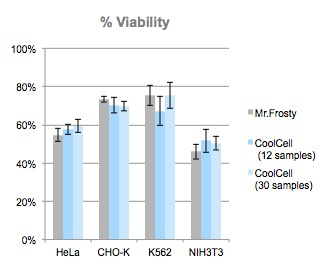 % Viability
100%
80%
60%
40%
20%
0%
HeLa CHO-K K562 NIH3T3
Mr.Frosty
CoolCell
(12 samples)
CoolCell
(30 samples)